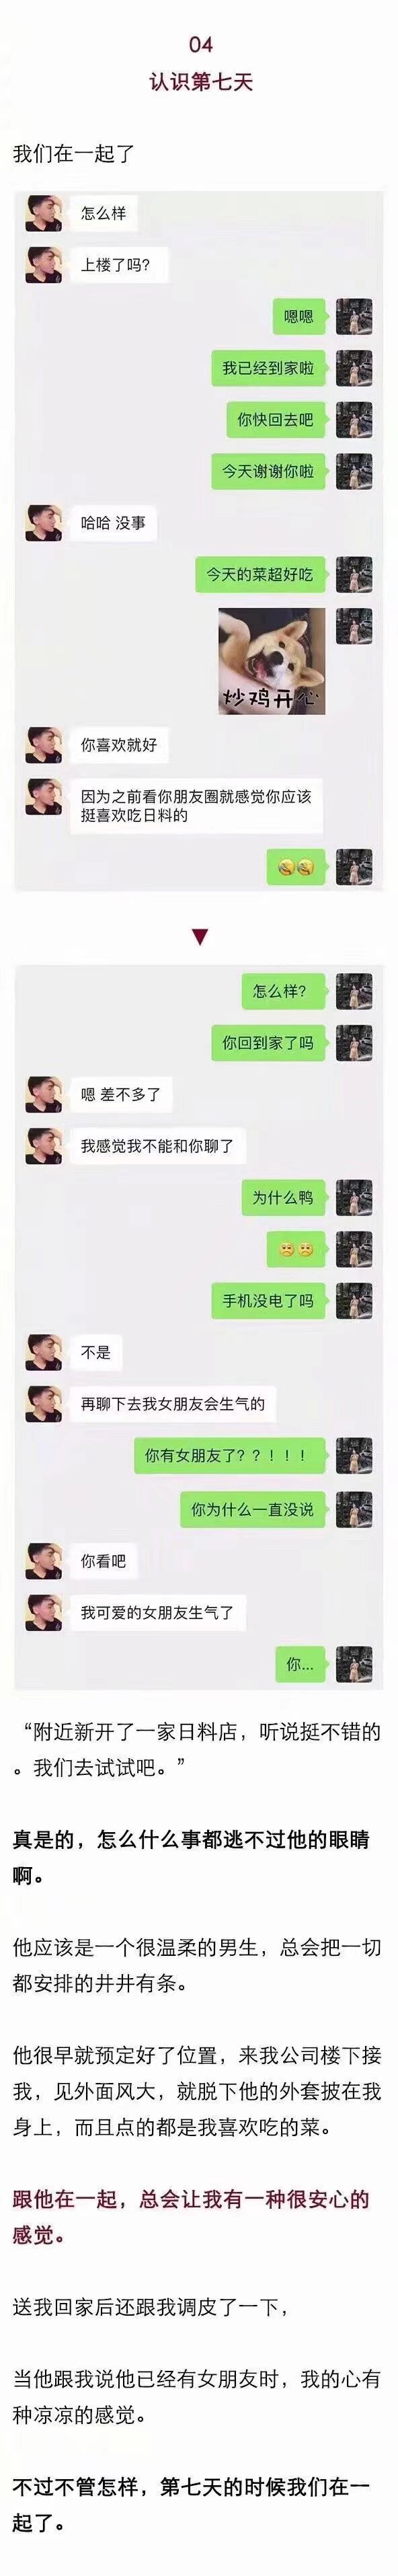 04
认识第七天
我们在一起了
怎么样
上楼了吗?
嗯嗯
我已经到家啦
你快回去吧
今天谢谢你啦
哈哈 没事
今天的菜超好吃
炒鸡开心
你喜欢就好
因为之前看你朋友圈就感觉你应该
挺喜欢吃日料的
怎么样?
你回到家了吗
嗯 差不多了
我感觉我不能和你聊了
为什么鸭
手机没电了吗
不是
再聊下去我女朋友会生气的
你有女朋友了？？！！！
你为什么一直没说
你看吧
我可爱的女朋友生气了
你...
“附近新开了一家日料店，听说挺不错的
。我们去试试吧。”
真是的，怎么什么事都逃不过他的眼睛
啊。
他应该是一个很温柔的男生，总会把一切
都安排的井井有条。
他很早就预定好了位置，来我公司楼下接
我，见外面风大，就脱下他的外套披在我
身上，而且点的都是我喜欢吃的菜。
跟他在一起，总会让我有一种很安心的
感觉。
送我回家后还跟我调皮了一下，
当他跟我说他已经有女朋友时，我的心有
种凉凉的感觉。
不过不管怎样，第七天的时候我们在一
起了。